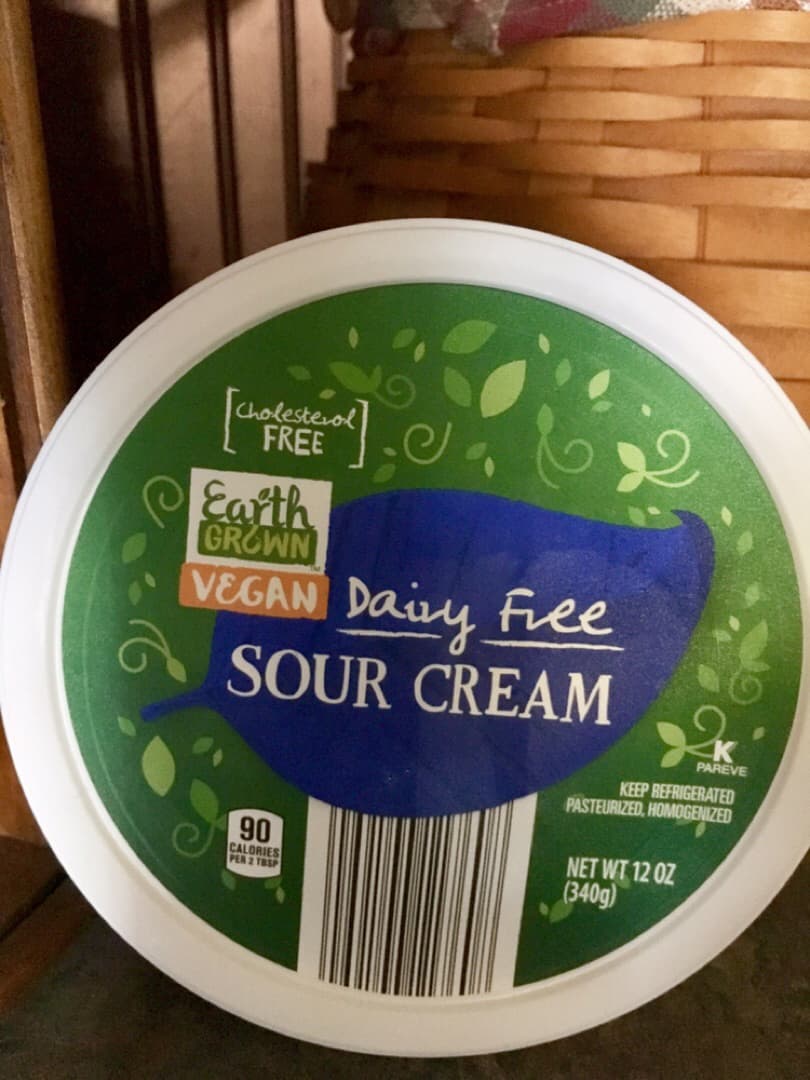 [Cholesterol
FREE]
Earth
GROWN
™
VEGAN
Dairy Free
SOUR CREAM
K
PAREVE
KEEP REFRIGERATED
PASTEURIZED, HOMOGENIZED
90
CALORIES
PER 2 TBSP
NET WT 12 OZ
(340g)